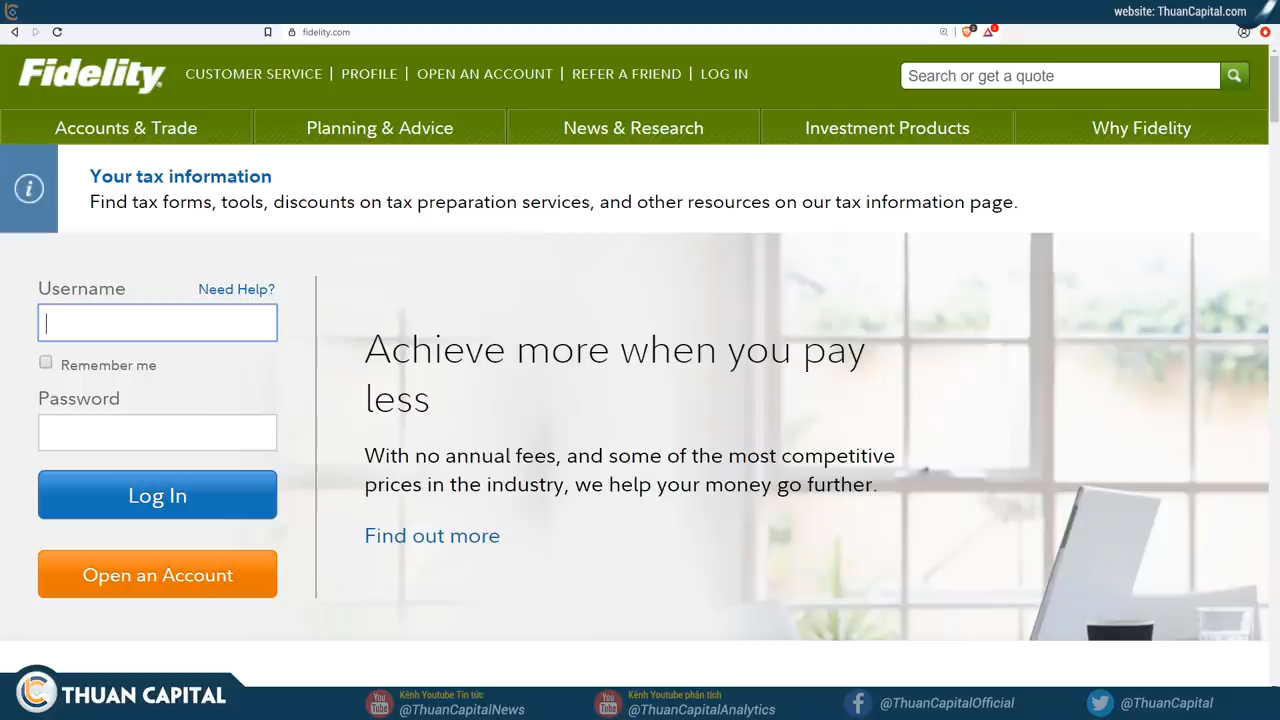 website: ThuanCapital.com
fidelity.com
Fidelity
CUSTOMER SERVICE | PROFILE | OPEN AN ACCOUNT | REFER A FRIEND | LOG IN
Search or get a quote
Accounts & Trade
Planning & Advice
News & Research
Investment Products
Why Fidelity
Your tax information
Find tax forms, tools, discounts on tax preparation services, and other resources on our tax information page.
Username
Need Help?
Remember me
Password
Log In
Open an Account
Achieve more when you pay
less
With no annual fees, and some of the most competitive
prices in the industry, we help your money go further.
Find out more
THUAN CAPITAL
You Tube
Kênh Youtube Tin tức
@ThuanCapitalNews
You Tube
Kênh Youtube phân tích
@ThuanCapitalAnalytics
@ThuanCapitalOfficial
@ThuanCapital